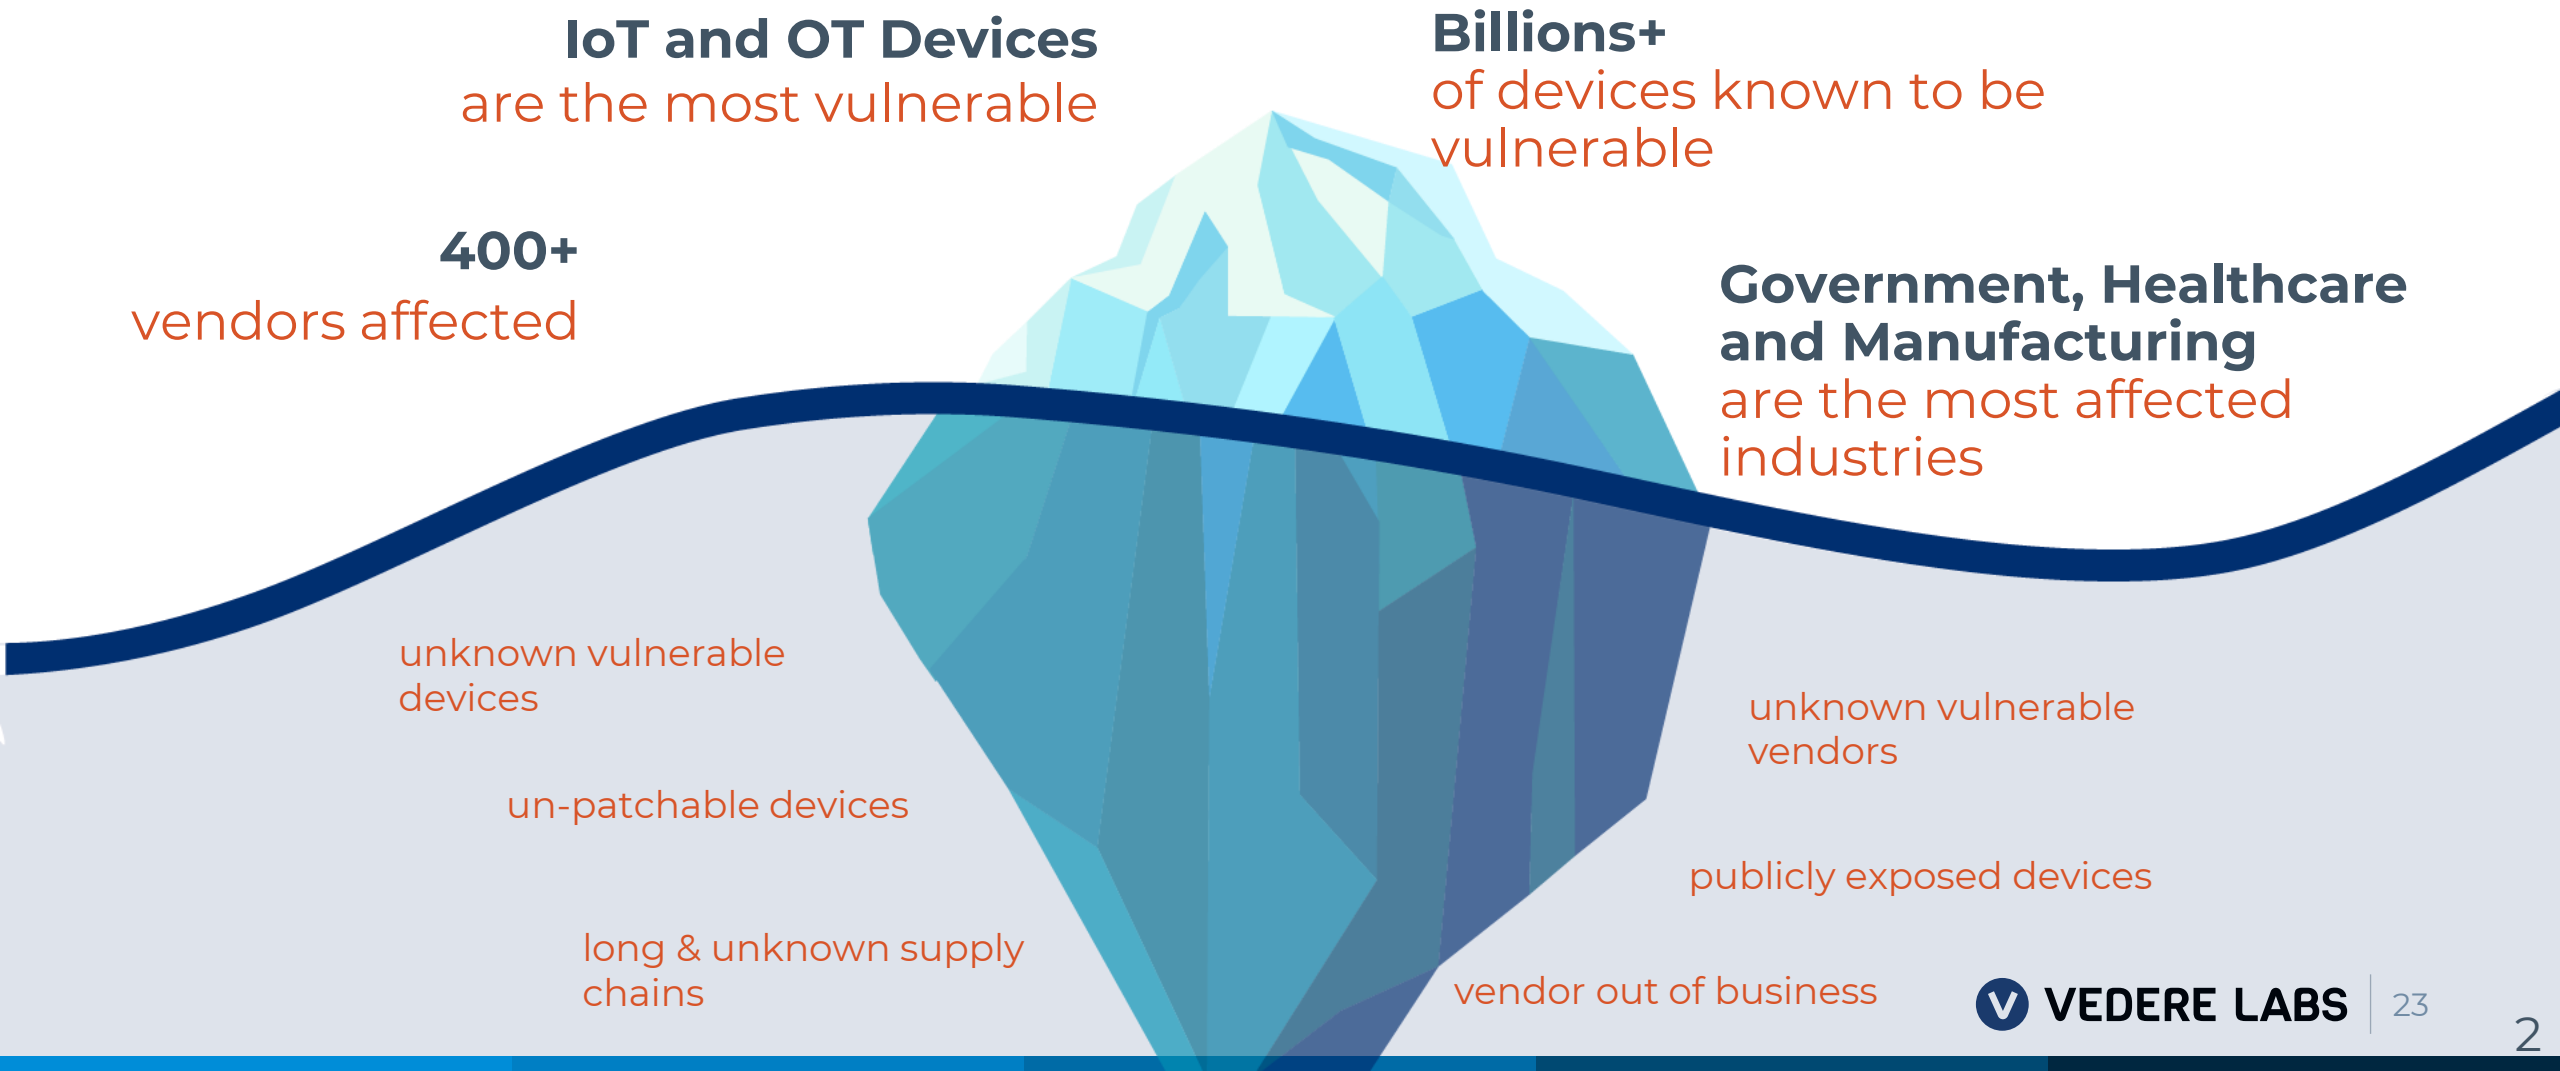 IoT and OT Devices
are the most vulnerable
Billions+
of devices known to be
vulnerable
400+
vendors affected
Government, Healthcare
and Manufacturing
are the most affected
industries
unknown vulnerable
devices
un-patchable devices
long & unknown supply
chains
unknown vulnerable
vendors
publicly exposed devices
vendor out of business
V VEDERE LABS 23
2